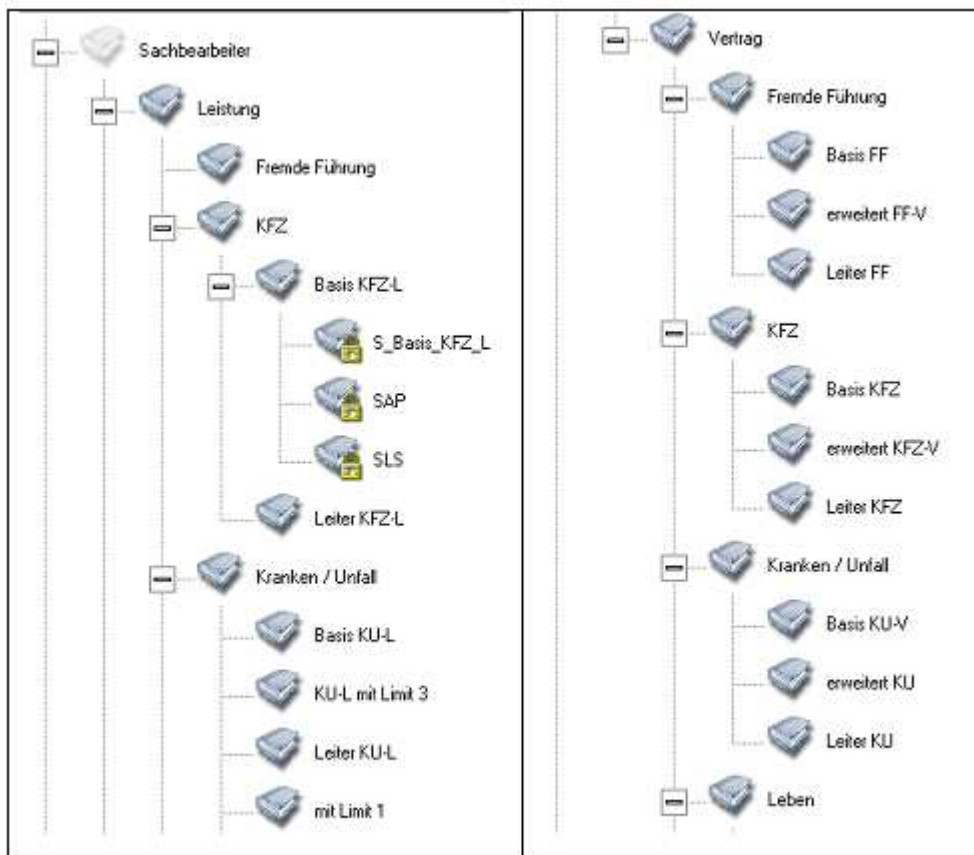 Sachbearbeiter
Leistung
Fremde Führung
KFZ
Basis KFZ-L
S_Basis_KFZ_L
SAP
SLS
Leiter KFZ-L
Kranken / Unfall
Basis KU-L
KU-L mit Limit 3
Leiter KU-L
mit Limit 1
Vertrag
Fremde Führung
Basis FF
erweitert FF-V
Leiter FF
KFZ
Basis KFZ
erweitert KFZ-V
Leiter KFZ
Kranken / Unfall
Basis KU-V
erweitert KU
Leiter KU
Leben